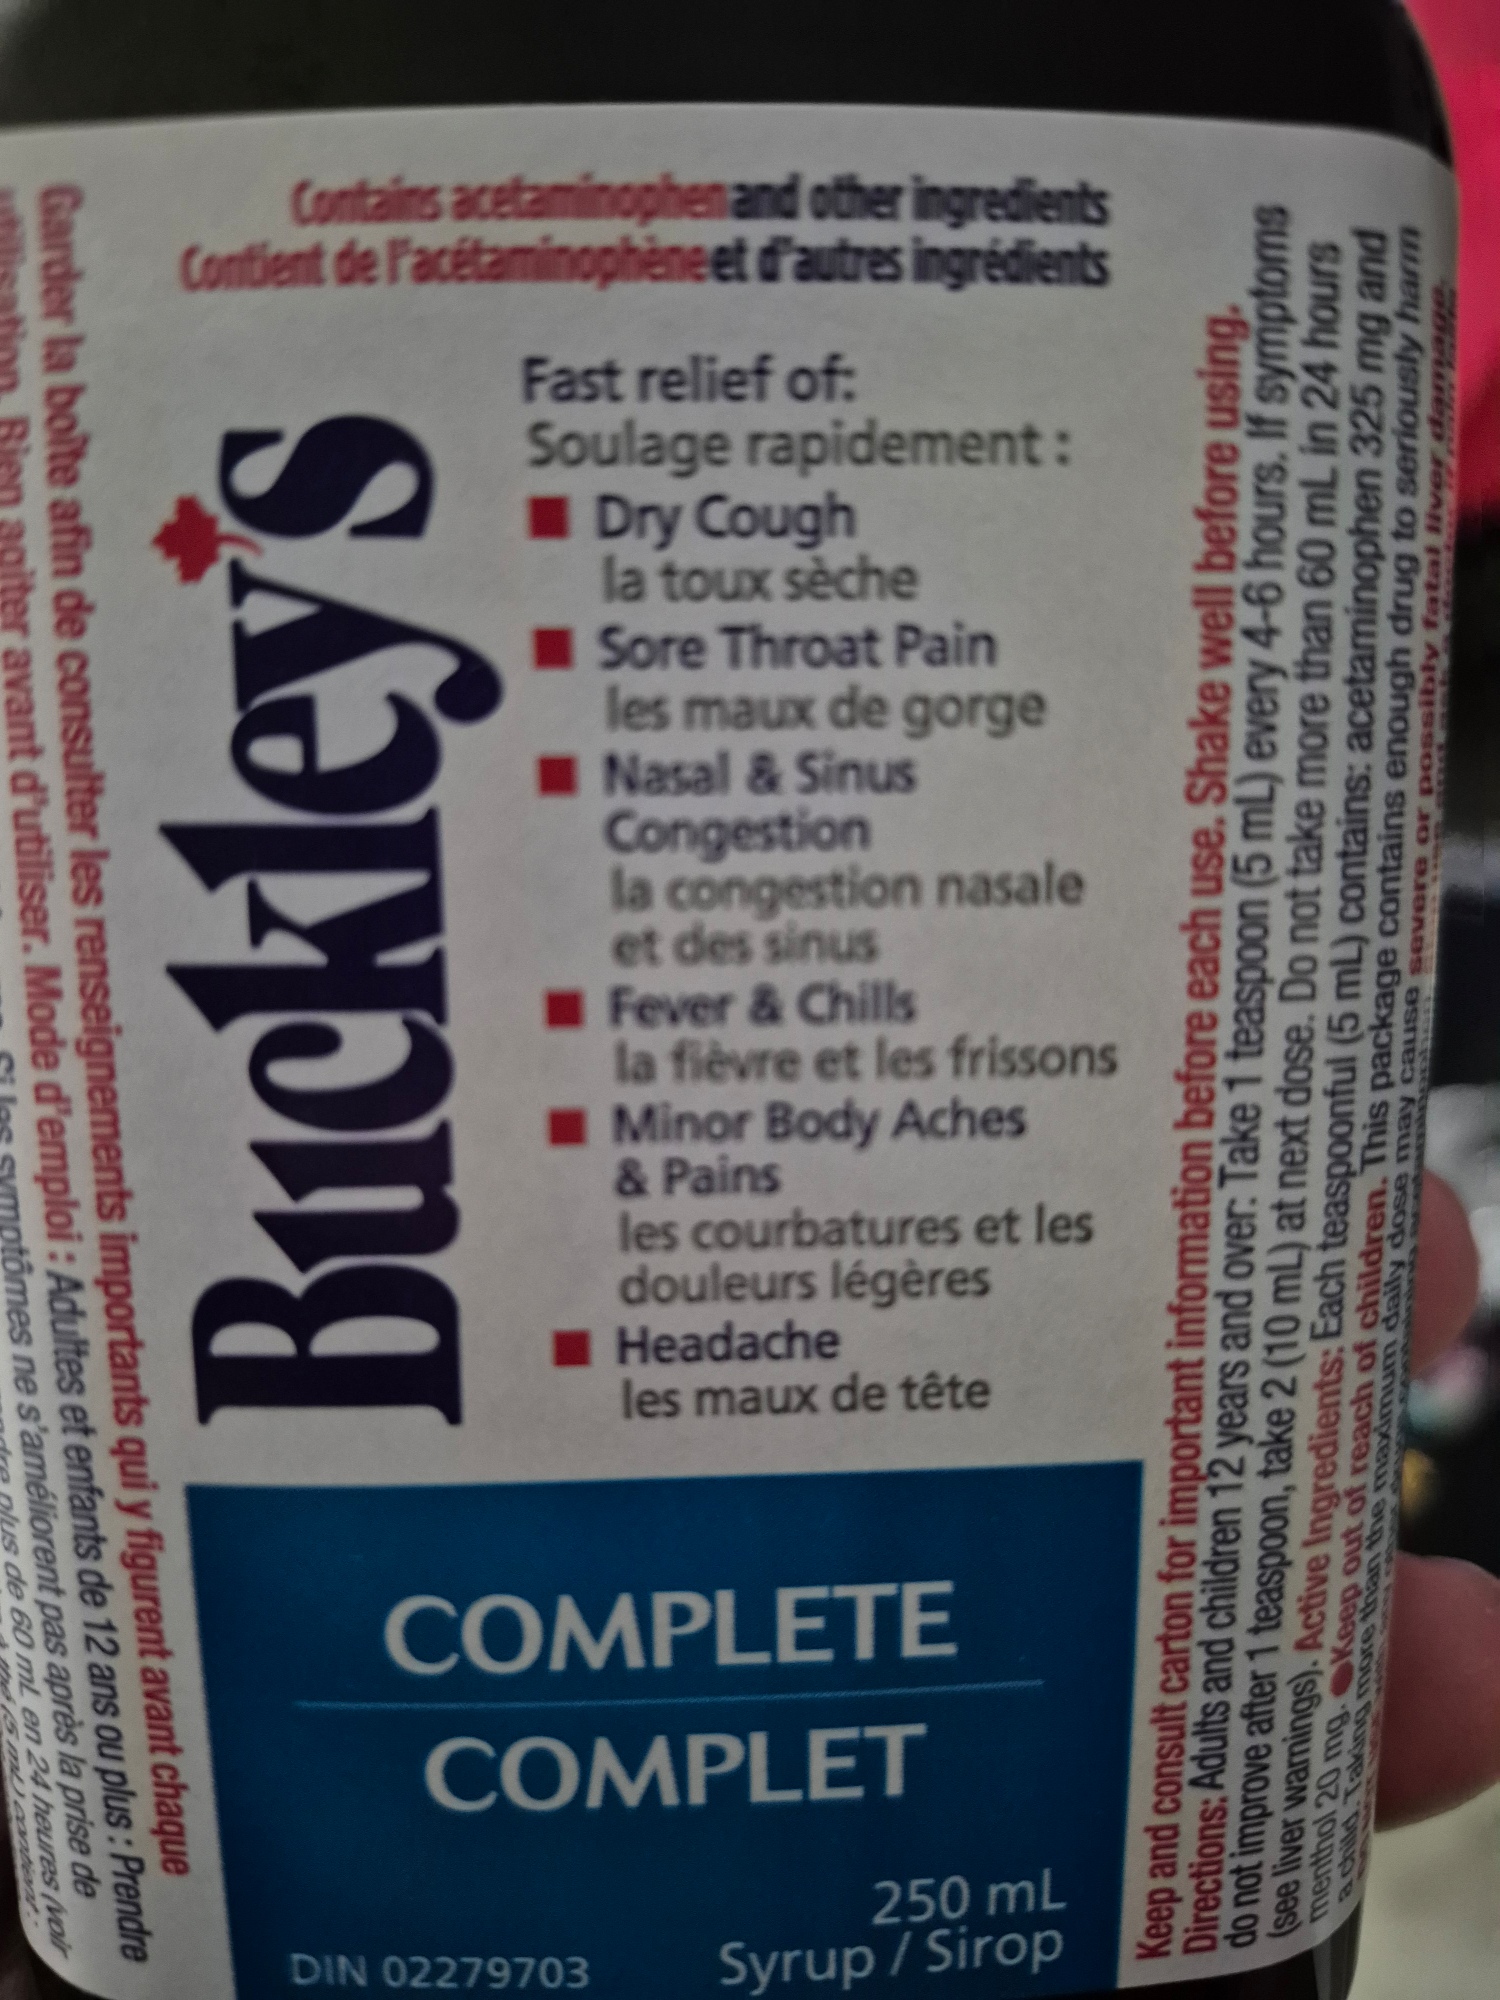 Contains acetaminophen and other ingredients
Contient de l'acétaminophène et d'autres ingrédients
Buckley's
Fast relief of:
Soulage rapidement :
Dry Cough
la toux sèche
Sore Throat Pain
les maux de gorge
Nasal & Sinus
Congestion
la congestion nasale
et des sinus
Fever & Chills
la fièvre et les frissons
Minor Body Aches
& Pains
les courbatures et les
douleurs légères
Headache
les maux de tête
COMPLETE
COMPLET
250 mL
DIN 02279703
Syrup / Sirop
Keep and consult carton for important information before each use. Shake well before using.
Directions: Adults and children 12 years and over: Take 1 teaspoon (5 mL) every 4-6 hours. If symptoms
do not improve after 1 teaspoon, take 2 (10 mL) at next dose. Do not take more than 60 mL in 24 hours
(see liver warnings). Active Ingredients: Each teaspoonful (5 mL) contains: acetaminophen 325 mg and
menthol 20 mg. Keep out of reach of children. This package contains enough drug to seriously harm
a child. Taking more than the maximum daily dose may cause severe or possibly fatal liver damage.
Garder la boîte afin de consulter les renseignements importants qui y figurent avant chaque
utilisation. Bien agiter avant d'utiliser. Mode d'emploi : Adultes et enfants de 12 ans ou plus : Prendre
Si les symptômes ne s'améliorent pas après la prise de
plus de 60 mL en 24 heures (voir